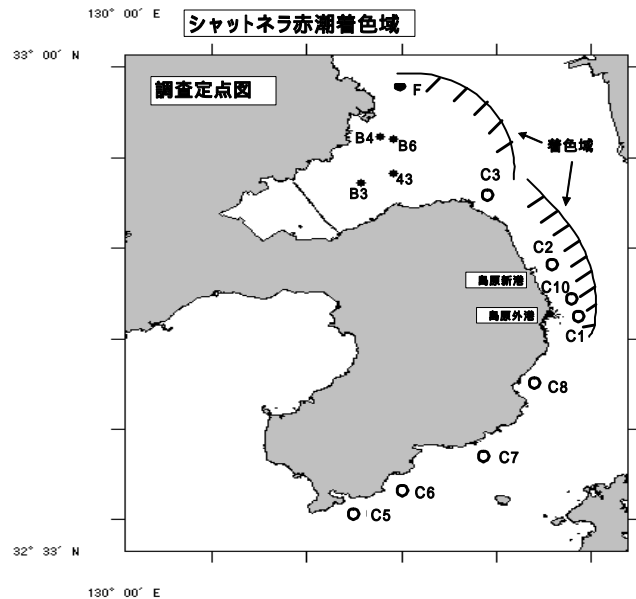 シャットネラ赤潮着色域
130° 00′ E
33° 00′ N
調査定点図
F
B4
B6
着色域
B3
43
C3
C2
島原新港
C10
島原外港
C1
C8
C7
C6
C5
32° 33′ N
130° 00′ E